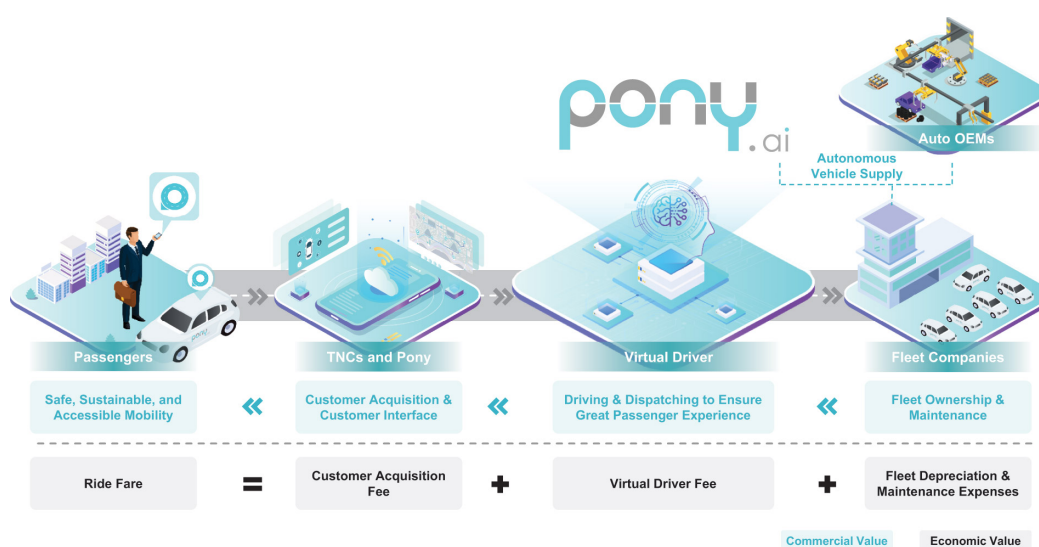 pony.ai
Auto OEMs
Autonomous
Vehicle Supply
pony
Passengers
TNCs and Pony
Virtual Driver
Fleet Companies
Safe, Sustainable, and
Accessible Mobility
Customer Acquisition &
Customer Interface
Driving & Dispatching to Ensure
Great Passenger Experience
Fleet Ownership &
Maintenance
Ride Fare
=
Customer Acquisition
Fee
+
Virtual Driver Fee
+
Fleet Depreciation &
Maintenance Expenses
Commercial Value
Economic Value